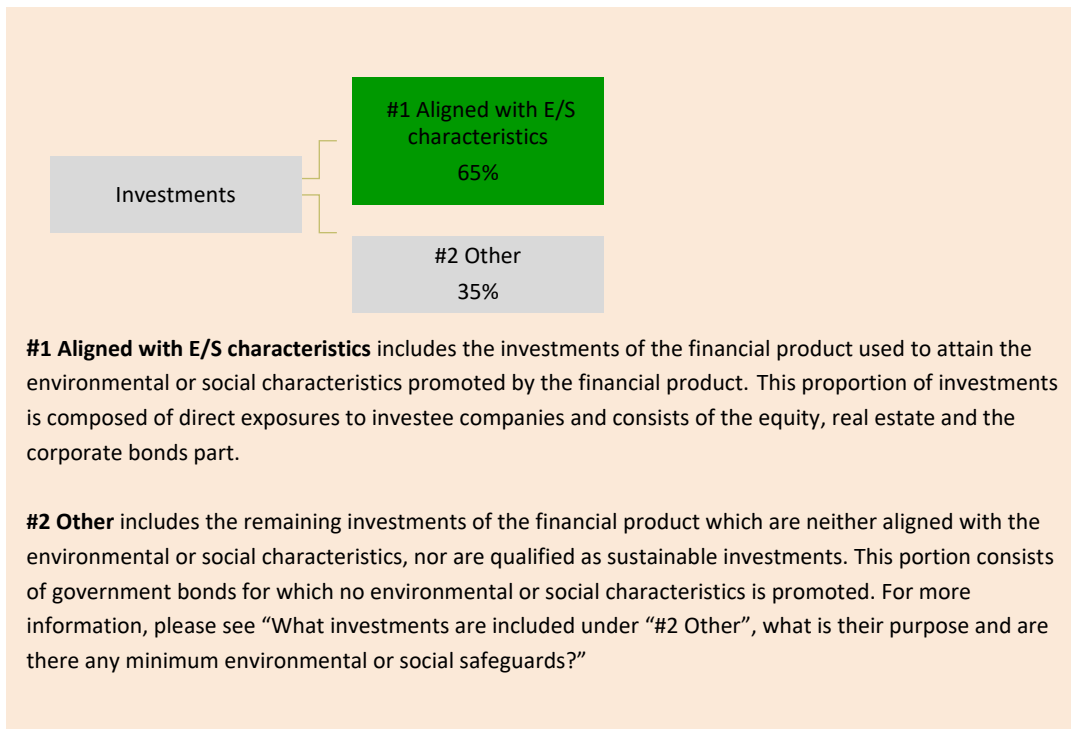 #1 Aligned with E/S
characteristics
65%
Investments
#2 Other
35%
#1 Aligned with E/S characteristics includes the investments of the financial product used to attain the
environmental or social characteristics promoted by the financial product. This proportion of investments
is composed of direct exposures to investee companies and consists of the equity, real estate and the
corporate bonds part.
#2 Other includes the remaining investments of the financial product which are neither aligned with the
environmental or social characteristics, nor are qualified as sustainable investments. This portion consists
of government bonds for which no environmental or social characteristics is promoted. For more
information, please see “What investments are included under “#2 Other”, what is their purpose and are
there any minimum environmental or social safeguards?”